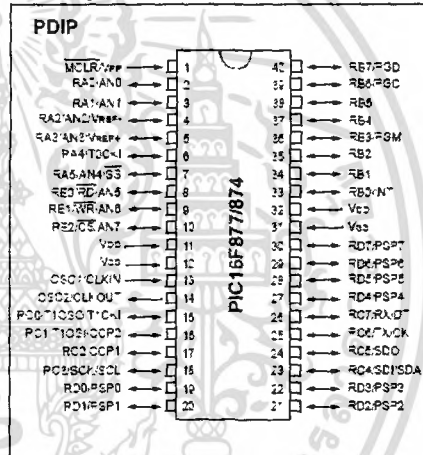 PDIP
MCLR/VPP 1 40 RB7/PGD
RA0/AN0 2 39 RB6/PGC
RA1/AN1 3 38 RB5
RA2/AN2/VREF- 4 37 RB4
RA3/AN3/VREF+ 5 36 RB3/PGM
RA4/T0CKI 6 35 RB2
RA5/AN4/SS 7 34 RB1
RE0/RD/AN5 8 33 RB0/INT
RE1/WR/AN6 9 32 VDD
RE2/CS/AN7 10 31 VSS
VDD 11 30 RD7/PSP7
VSS 12 29 RD6/PSP6
OSC1/CLKIN 13 28 RD5/PSP5
OSC2/CLKOUT 14 27 RD4/PSP4
RC0/T1OSO/T1CKI 15 26 RC7/RX/DT
RC1/T1OSI/CCP2 16 25 RC6/TX/CK
RC2/CCP1 17 24 RC5/SDO
RC3/SCK/SCL 18 23 RC4/SDI/SDA
RD0/PSP0 19 22 RD3/PSP3
RD1/PSP1 20 21 RD2/PSP2
PIC16F877/874